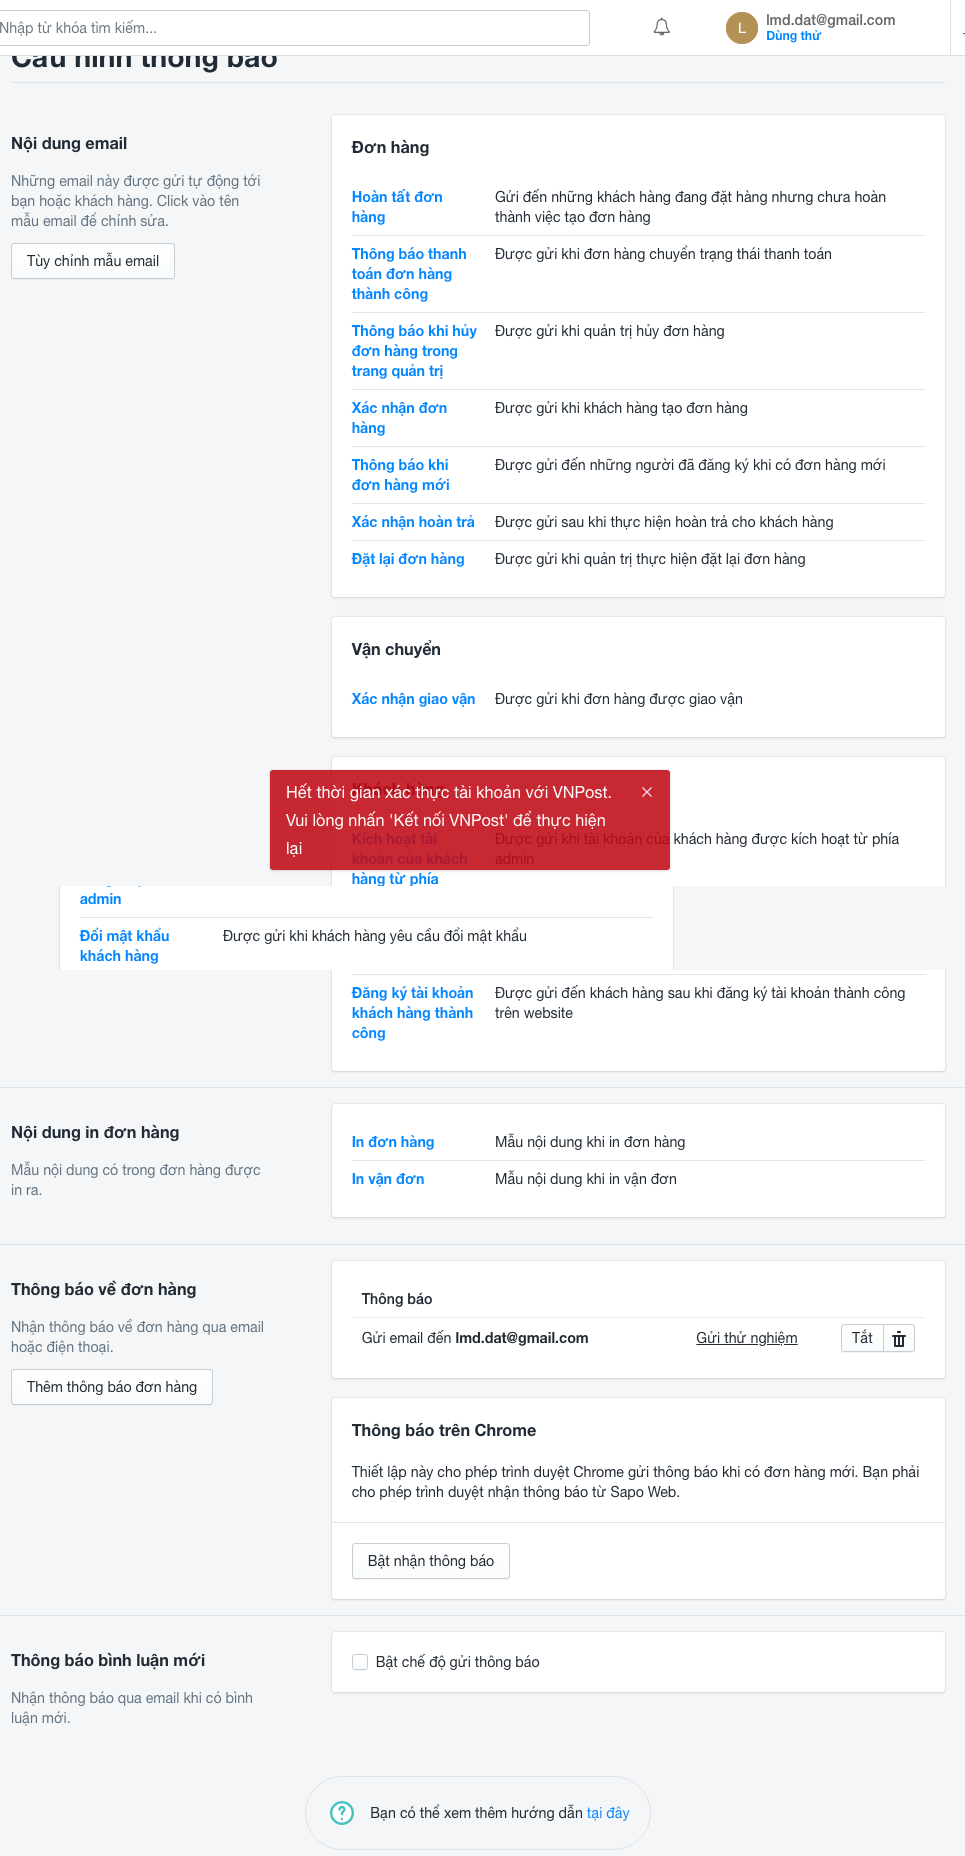 Nhập từ khóa tìm kiếm...
L
lmd.dat@gmail.com
Dùng thử
Cấu hình thông báo
Nội dung email
Những email này được gửi tự động tới
bạn hoặc khách hàng. Click vào tên
mẫu email để chỉnh sửa.
Tùy chỉnh mẫu email
Đơn hàng
Hoàn tất đơn
hàng
Gửi đến những khách hàng đang đặt hàng nhưng chưa hoàn
thành việc tạo đơn hàng
Thông báo thanh
toán đơn hàng
thành công
Được gửi khi đơn hàng chuyển trạng thái thanh toán
Thông báo khi hủy
đơn hàng trong
trang quản trị
Được gửi khi quản trị hủy đơn hàng
Xác nhận đơn
hàng
Được gửi khi khách hàng tạo đơn hàng
Thông báo khi
đơn hàng mới
Được gửi đến những người đã đăng ký khi có đơn hàng mới
Xác nhận hoàn trả
Được gửi sau khi thực hiện hoàn trả cho khách hàng
Đặt lại đơn hàng
Được gửi khi quản trị thực hiện đặt lại đơn hàng
Vận chuyển
Xác nhận giao vận
Được gửi khi đơn hàng được giao vận
Hết thời gian xác thực tài khoản với VNPost.
Vui lòng nhấn 'Kết nối VNPost' để thực hiện
lại
Kích hoạt tài
khoản của khách
hàng từ phía
admin
Được gửi khi tài khoản của khách hàng được kích hoạt từ phía
admin
Đổi mật khẩu
khách hàng
Được gửi khi khách hàng yêu cầu đổi mật khẩu
Đăng ký tài khoản
khách hàng thành
công
Được gửi đến khách hàng sau khi đăng ký tài khoản thành công
trên website
Nội dung in đơn hàng
Mẫu nội dung có trong đơn hàng được
in ra.
In đơn hàng
Mẫu nội dung khi in đơn hàng
In vận đơn
Mẫu nội dung khi in vận đơn
Thông báo về đơn hàng
Nhận thông báo về đơn hàng qua email
hoặc điện thoại.
Thêm thông báo đơn hàng
Thông báo
Gửi email đến lmd.dat@gmail.com
Gửi thử nghiệm
Tắt
Thông báo trên Chrome
Thiết lập này cho phép trình duyệt Chrome gửi thông báo khi có đơn hàng mới. Bạn phải
cho phép trình duyệt nhận thông báo từ Sapo Web.
Bật nhận thông báo
Thông báo bình luận mới
Nhận thông báo qua email khi có bình
luận mới.
Bật chế độ gửi thông báo
Bạn có thể xem thêm hướng dẫn tại đây